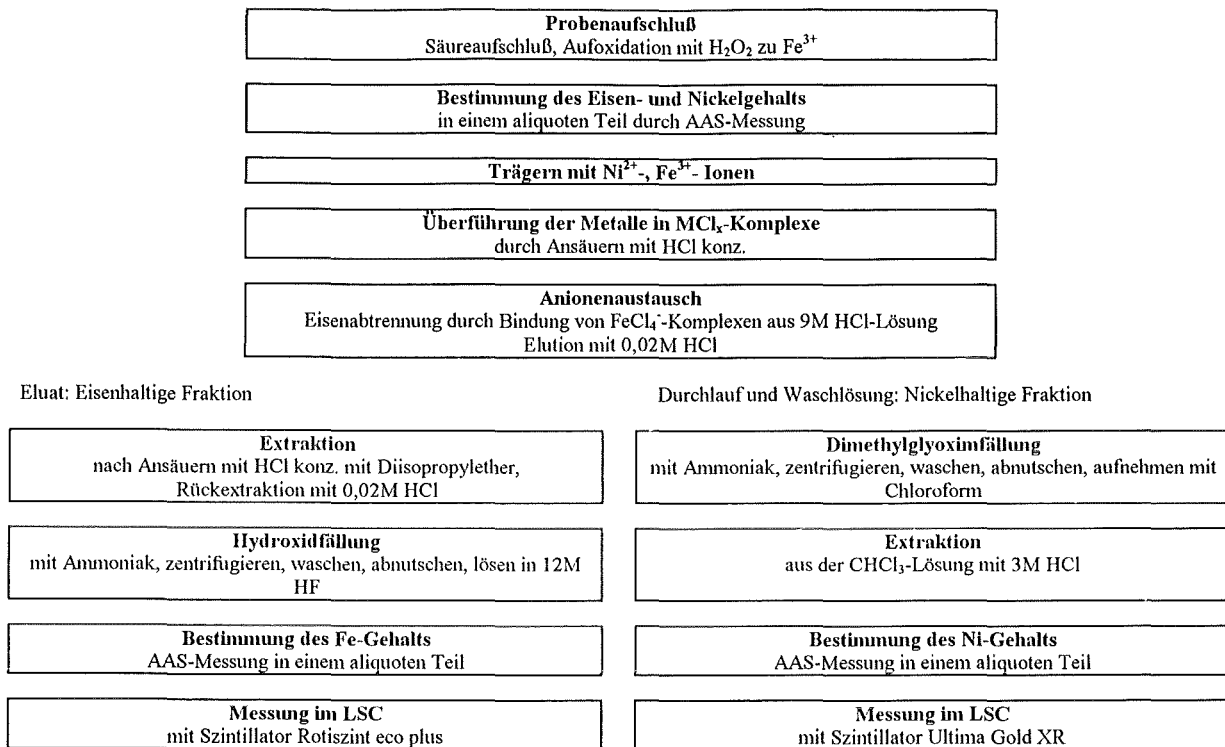 Probenaufschluß
Säureaufschluß, Aufoxidation mit H₂O₂ zu Fe³⁺
Bestimmung des Eisen- und Nickelgehalts
in einem aliquoten Teil durch AAS-Messung
Trägern mit Ni²⁺-, Fe³⁺- Ionen
Überführung der Metalle in MClₓ-Komplexe
durch Ansäuern mit HCl konz.
Anionenaustausch
Eisenabtrennung durch Bindung von FeCl₄⁻-Komplexen aus 9M HCl-Lösung
Elution mit 0,02M HCl
Eluat: Eisenhaltige Fraktion
Extraktion
nach Ansäuern mit HCl konz. mit Diisopropylether,
Rückextraktion mit 0,02M HCl
Hydroxidfällung
mit Ammoniak, zentrifugieren, waschen, abnutschen, lösen in 12M
HF
Bestimmung des Fe-Gehalts
AAS-Messung in einem aliquoten Teil
Messung im LSC
mit Szintillator Rotiszint eco plus
Durchlauf und Waschlösung: Nickelhaltige Fraktion
Dimethylglyoximfällung
mit Ammoniak, zentrifugieren, waschen, abnutschen, aufnehmen mit
Chloroform
Extraktion
aus der CHCl₃-Lösung mit 3M HCl
Bestimmung des Ni-Gehalts
AAS-Messung in einem aliquoten Teil
Messung im LSC
mit Szintillator Ultima Gold XR